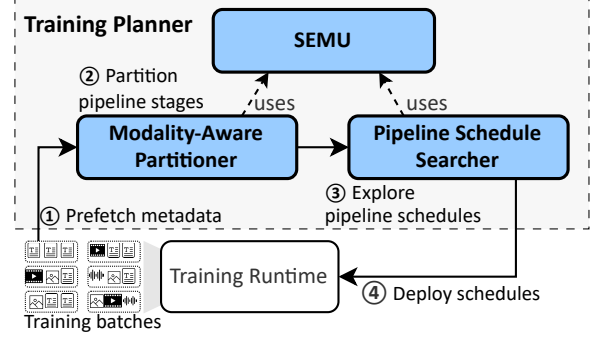 Training Planner
SEMU
② Partition
pipeline stages
uses
uses
Modality-Aware
Partitioner
Pipeline Schedule
Searcher
① Prefetch metadata
③ Explore
pipeline schedules
Training Runtime
④ Deploy schedules
Training batches